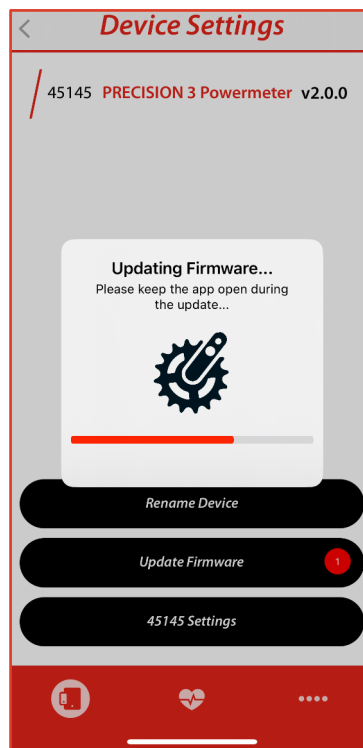 Device Settings
45145 PRECISION 3 Powermeter v2.0.0
Updating Firmware...
Please keep the app open during
the update...
Rename Device
Update Firmware
1
45145 Settings